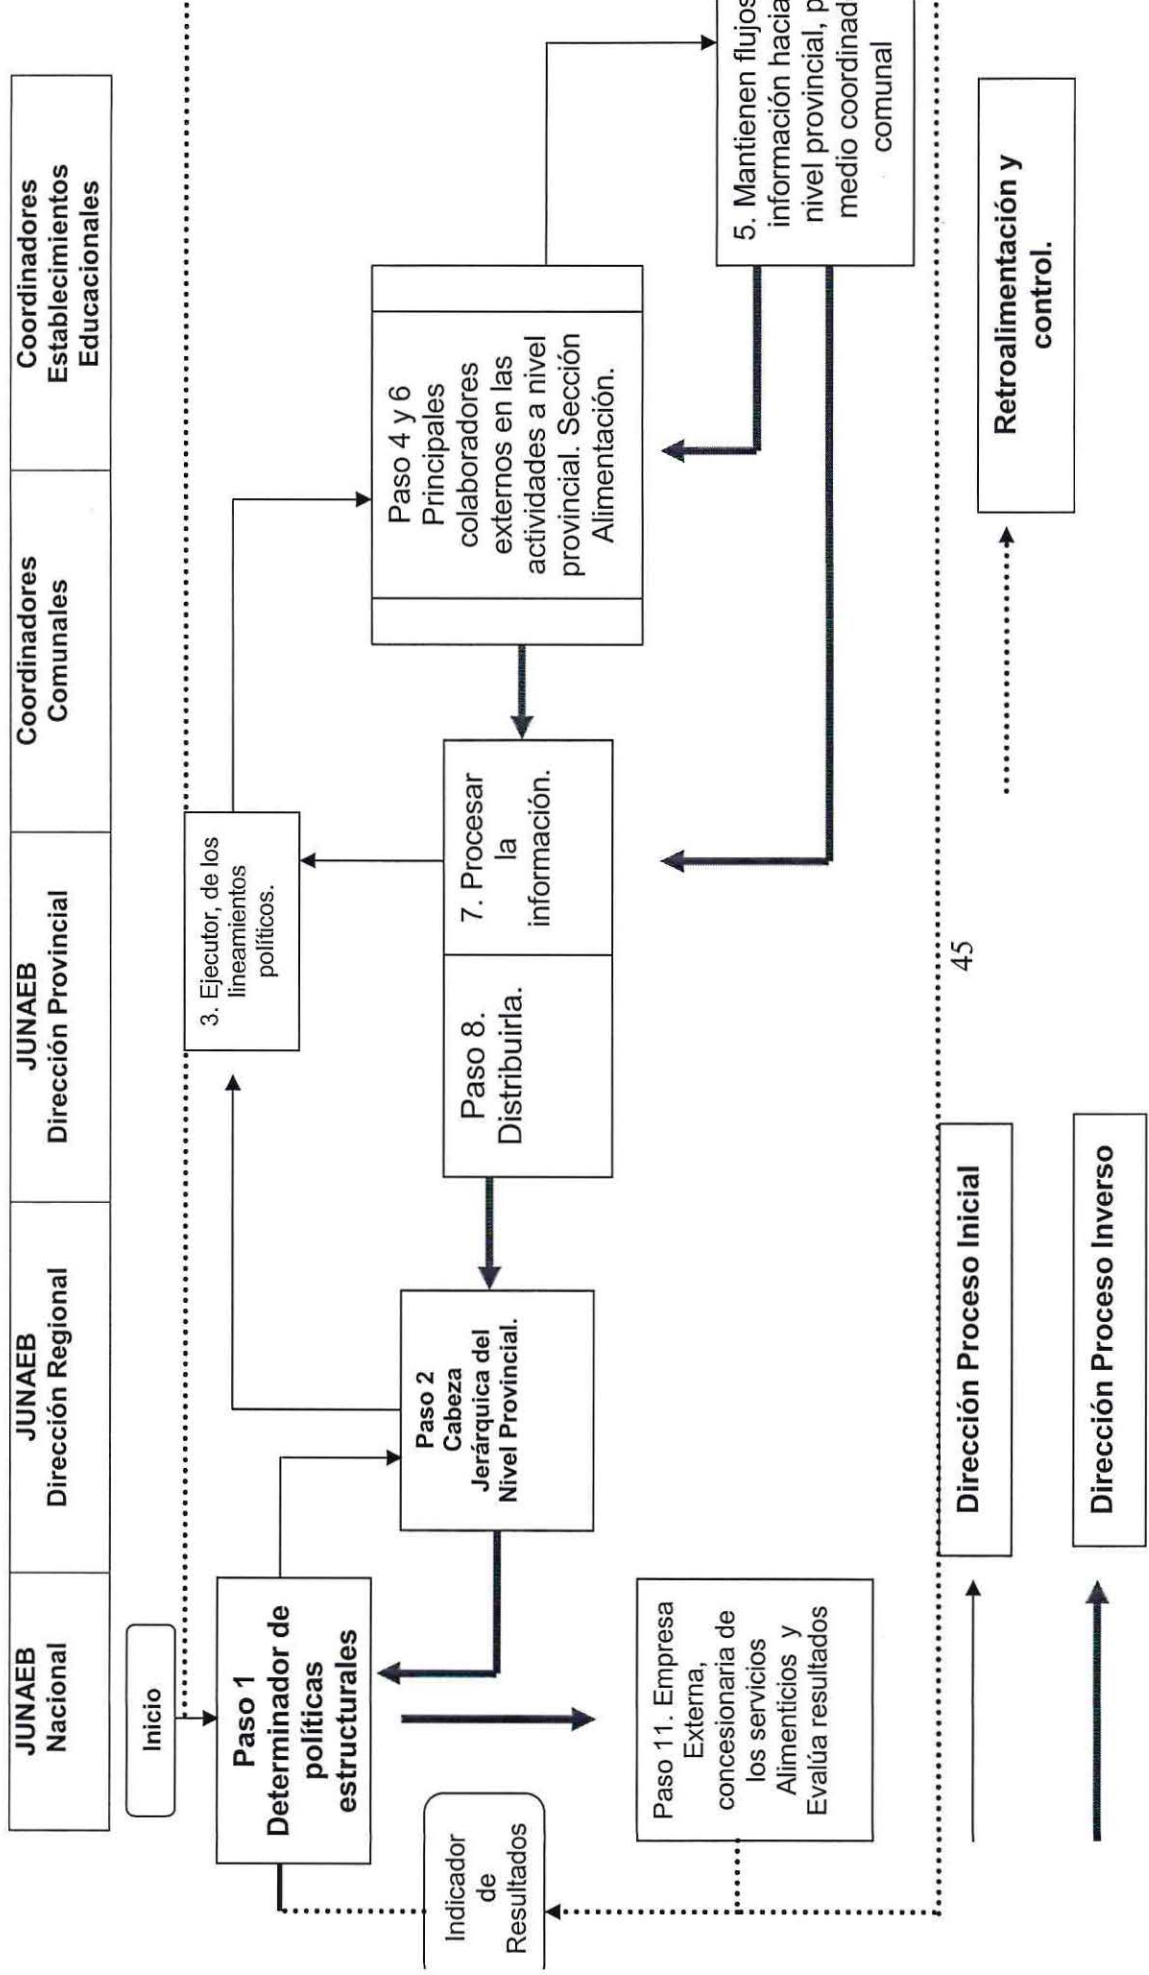 JUNAEB
Nacional
JUNAEB
Dirección Regional
JUNAEB
Dirección Provincial
Coordinadores
Comunales
Coordinadores
Establecimientos
Educacionales
Inicio
Paso 1
Determinador de
políticas
estructurales
Paso 2
Cabeza
Jerárquica del
Nivel Provincial.
3. Ejecutor, de los
lineamientos
políticos.
Paso 4 y 6
Principales
colaboradores
externos en las
actividades a nivel
provincial. Sección
Alimentación.
5. Mantienen flujos
información hacia
nivel provincial, p
medio coordinad
comunal
7. Procesar
la
información.
Paso 8.
Distribuirla.
Indicador
de
Resultados
Paso 11. Empresa
Externa,
concesionaria de
los servicios
Alimenticios y
Evalúa resultados
45
Dirección Proceso Inicial
Dirección Proceso Inverso
Retroalimentación y
control.